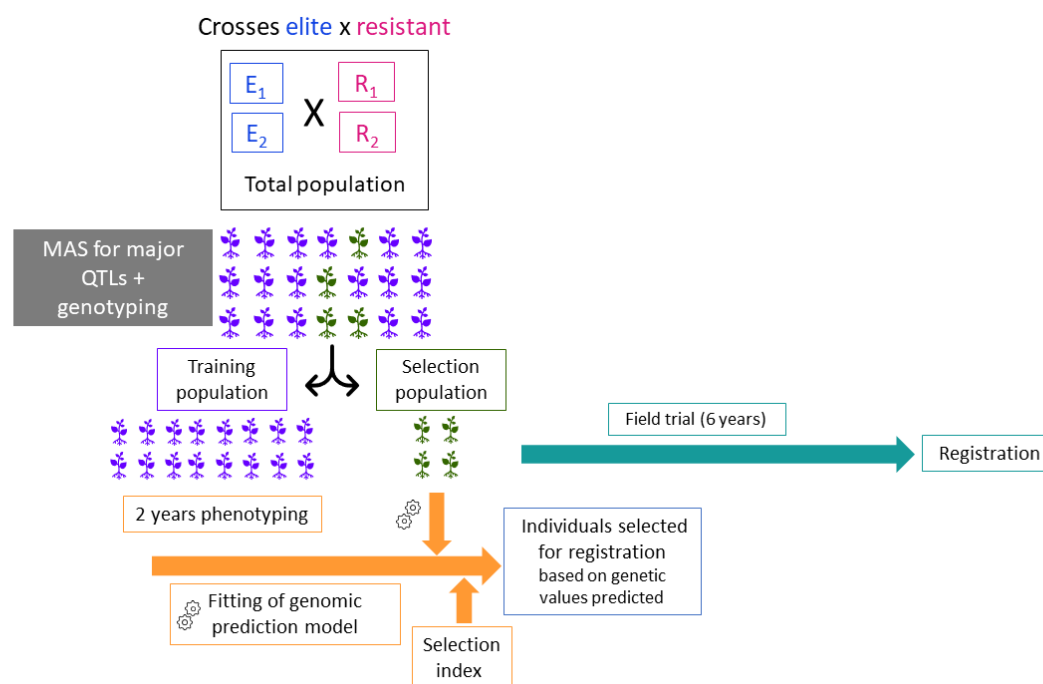 Crosses elite x resistant
E₁
R₁
X
E₂
R₂
Total population
MAS for major
QTLs +
genotyping
Training
population
Selection
population
Field trial (6 years)
Registration
2 years phenotyping
Individuals selected
for registration
based on genetic
values predicted
Fitting of genomic
prediction model
Selection
index